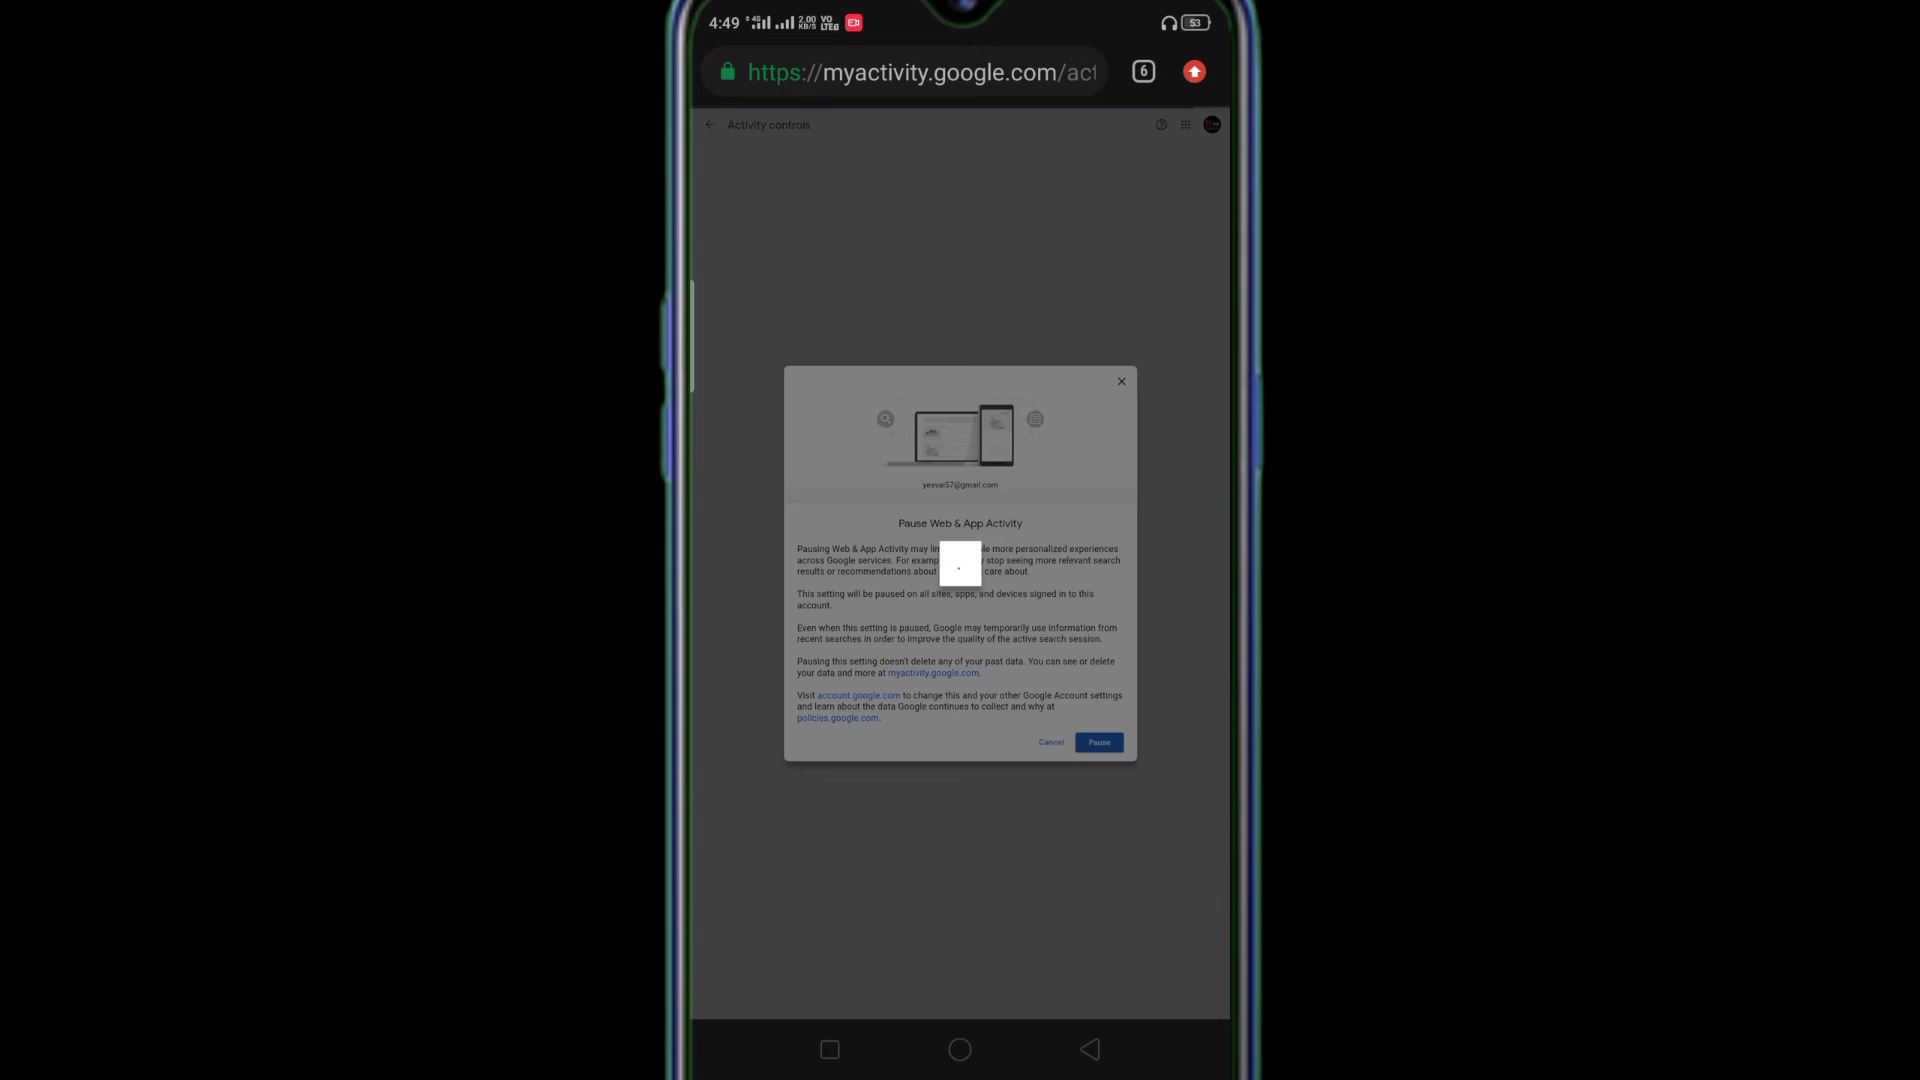 4:49 4G 2.00 KB/S VO LTE 53
https://myactivity.google.com/act 6
Activity controls
yesvai57@gmail.com
Pause Web & App Activity
Pausing Web & App Activity may more personalized experiences
across Google services. For stop seeing more relevant search
results or recommendations about care about.
This setting will be paused on all sites, apps, and devices signed in to this
account.
Even when this setting is paused, Google may temporarily use information from
recent searches in order to improve the quality of the active search session.
Pausing this setting doesn't delete any of your past data. You can see or delete
your data and more at myactivity.google.com.
Visit account.google.com to change this and your other Google Account settings
and learn about the data Google continues to collect and why at
policies.google.com.
Cancel Pause